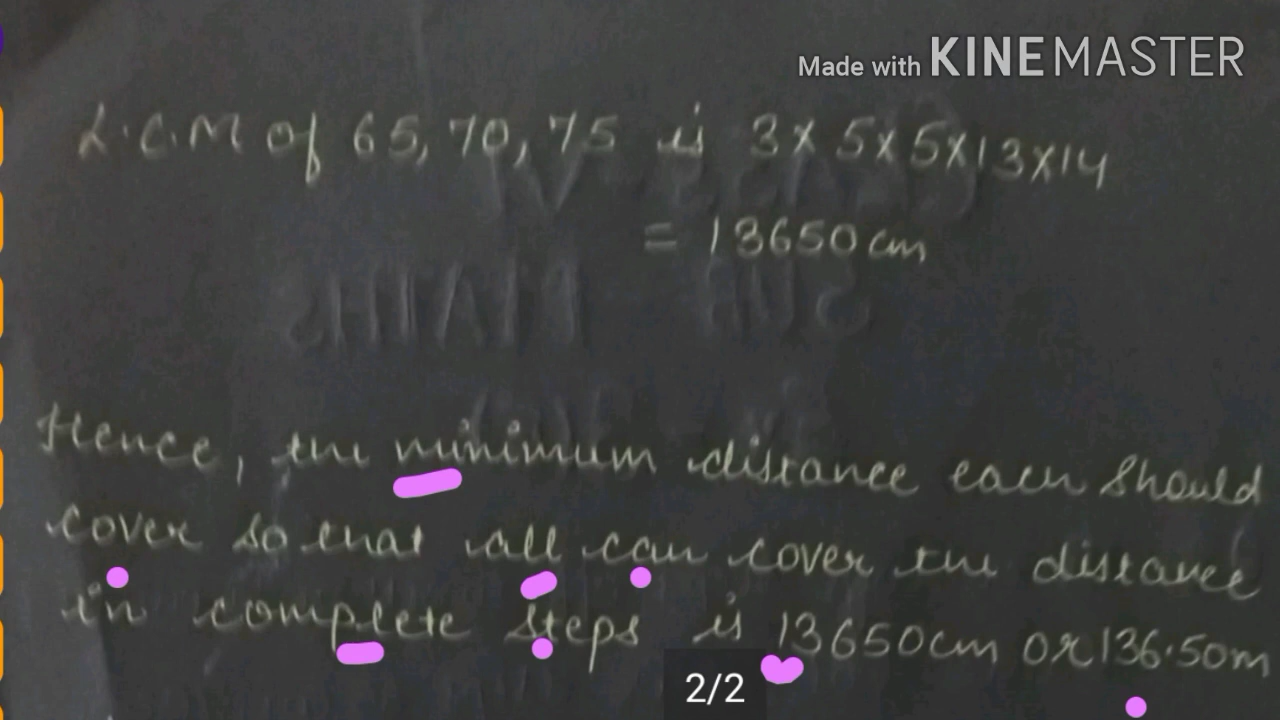 Made with KINEMASTER
L.C.M of 65, 70, 75 is 3 x 5 x 5 x 13 x 14
= 13650 cm
Hence, the minimum distance each should
cover so that all can cover the distance
in complete steps is 13650 cm or 136.50 m
2/2